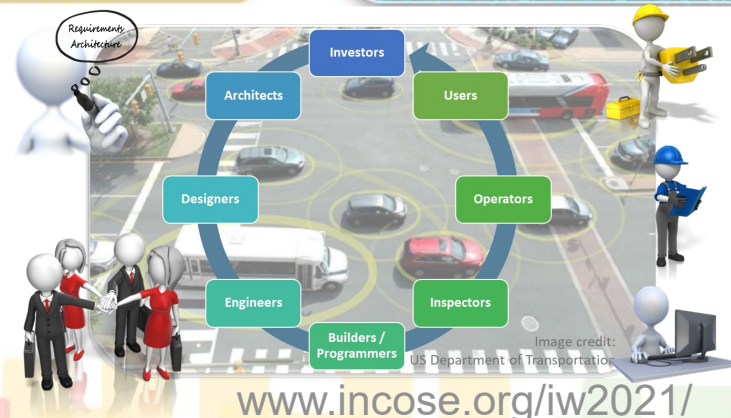 Requirements
Architecture
Investors
Architects
Users
Designers
Operators
Engineers
Inspectors
Builders /
Programmers
Image credit:
US Department of Transportation
www.incose.org/iw2021/